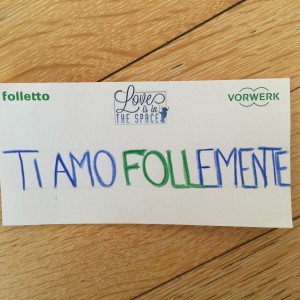 folletto
Love
is in
THE SPACE
VORWERK
TI AMO FOLLEMENTE